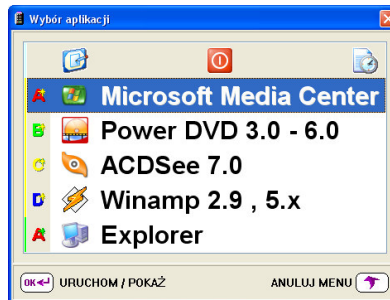 Wybór aplikacji
A Microsoft Media Center
B Power DVD 3.0 - 6.0
C ACDSee 7.0
D Winamp 2.9 , 5.x
A Explorer
OK URUCHOM / POKAŻ ANULUJ MENU